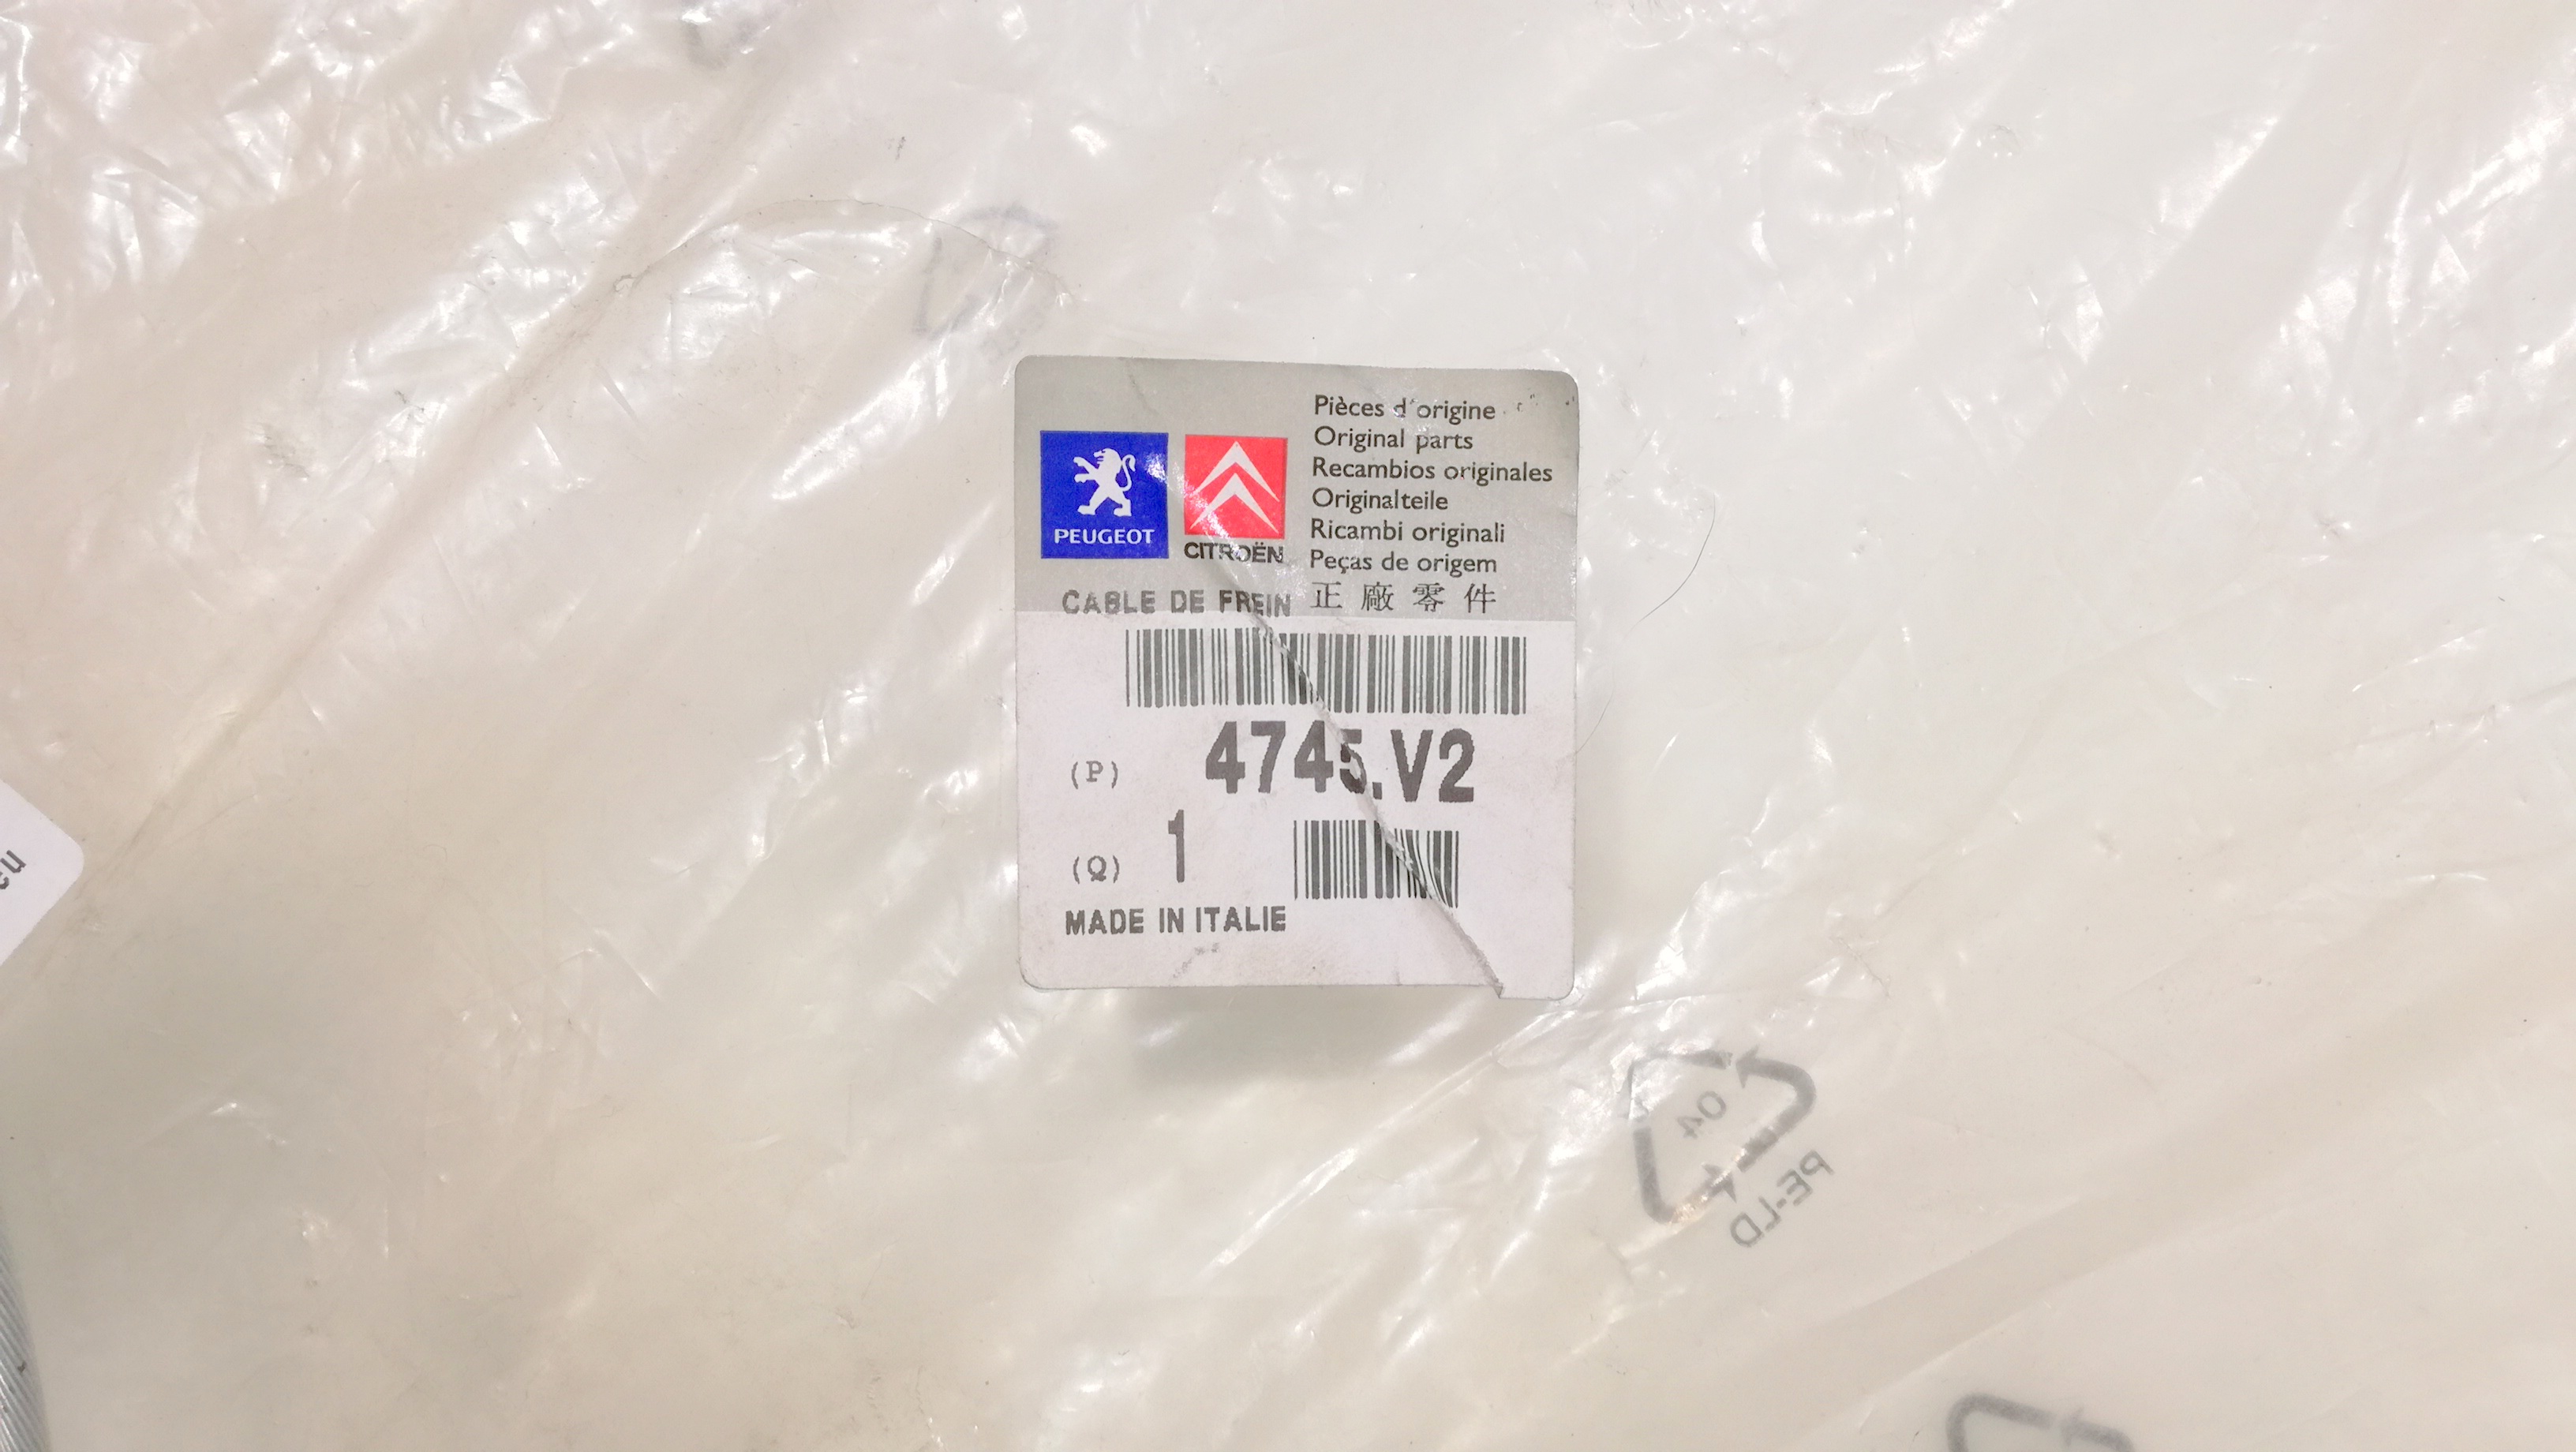 Pièces d'origine
Original parts
Recambios originales
Originalteile
Ricambi originali
Peças de origem
正廠零件
PEUGEOT
CITROËN
CABLE DE FREIN
(P) 4745.V2
(Q) 1
MADE IN ITALIE
04
PE-LD